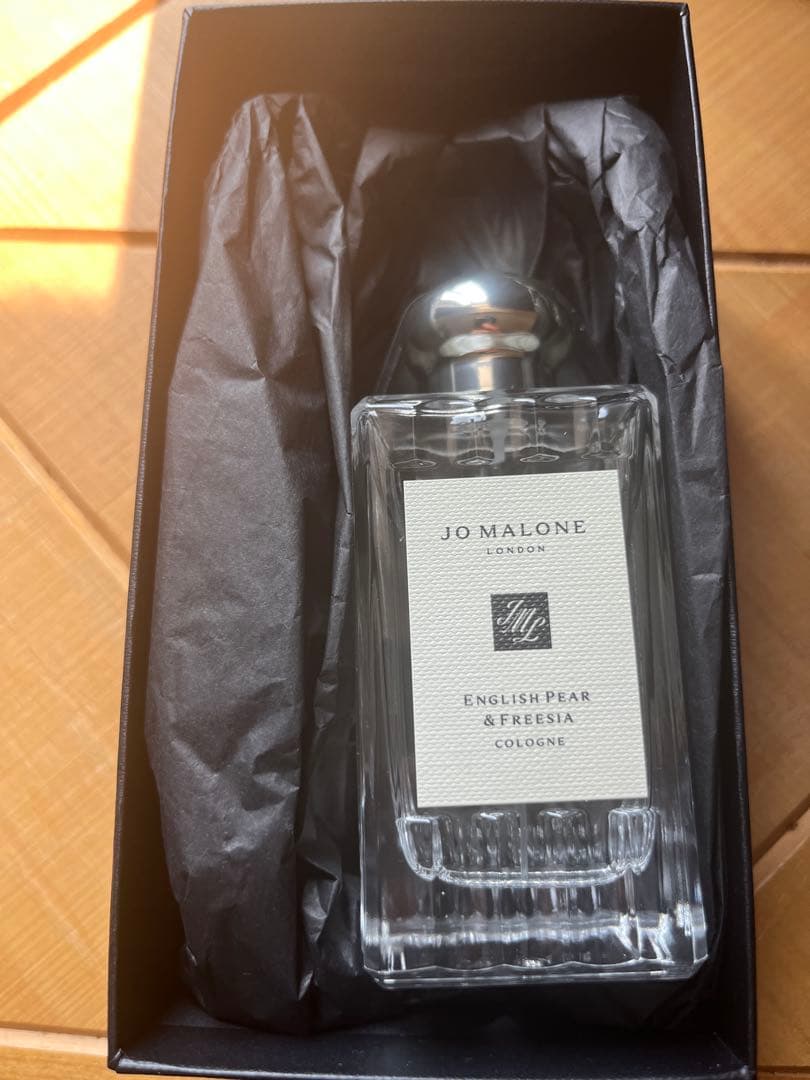 JO MALONE
LONDON
JML
ENGLISH PEAR
& FREESIA
COLOGNE